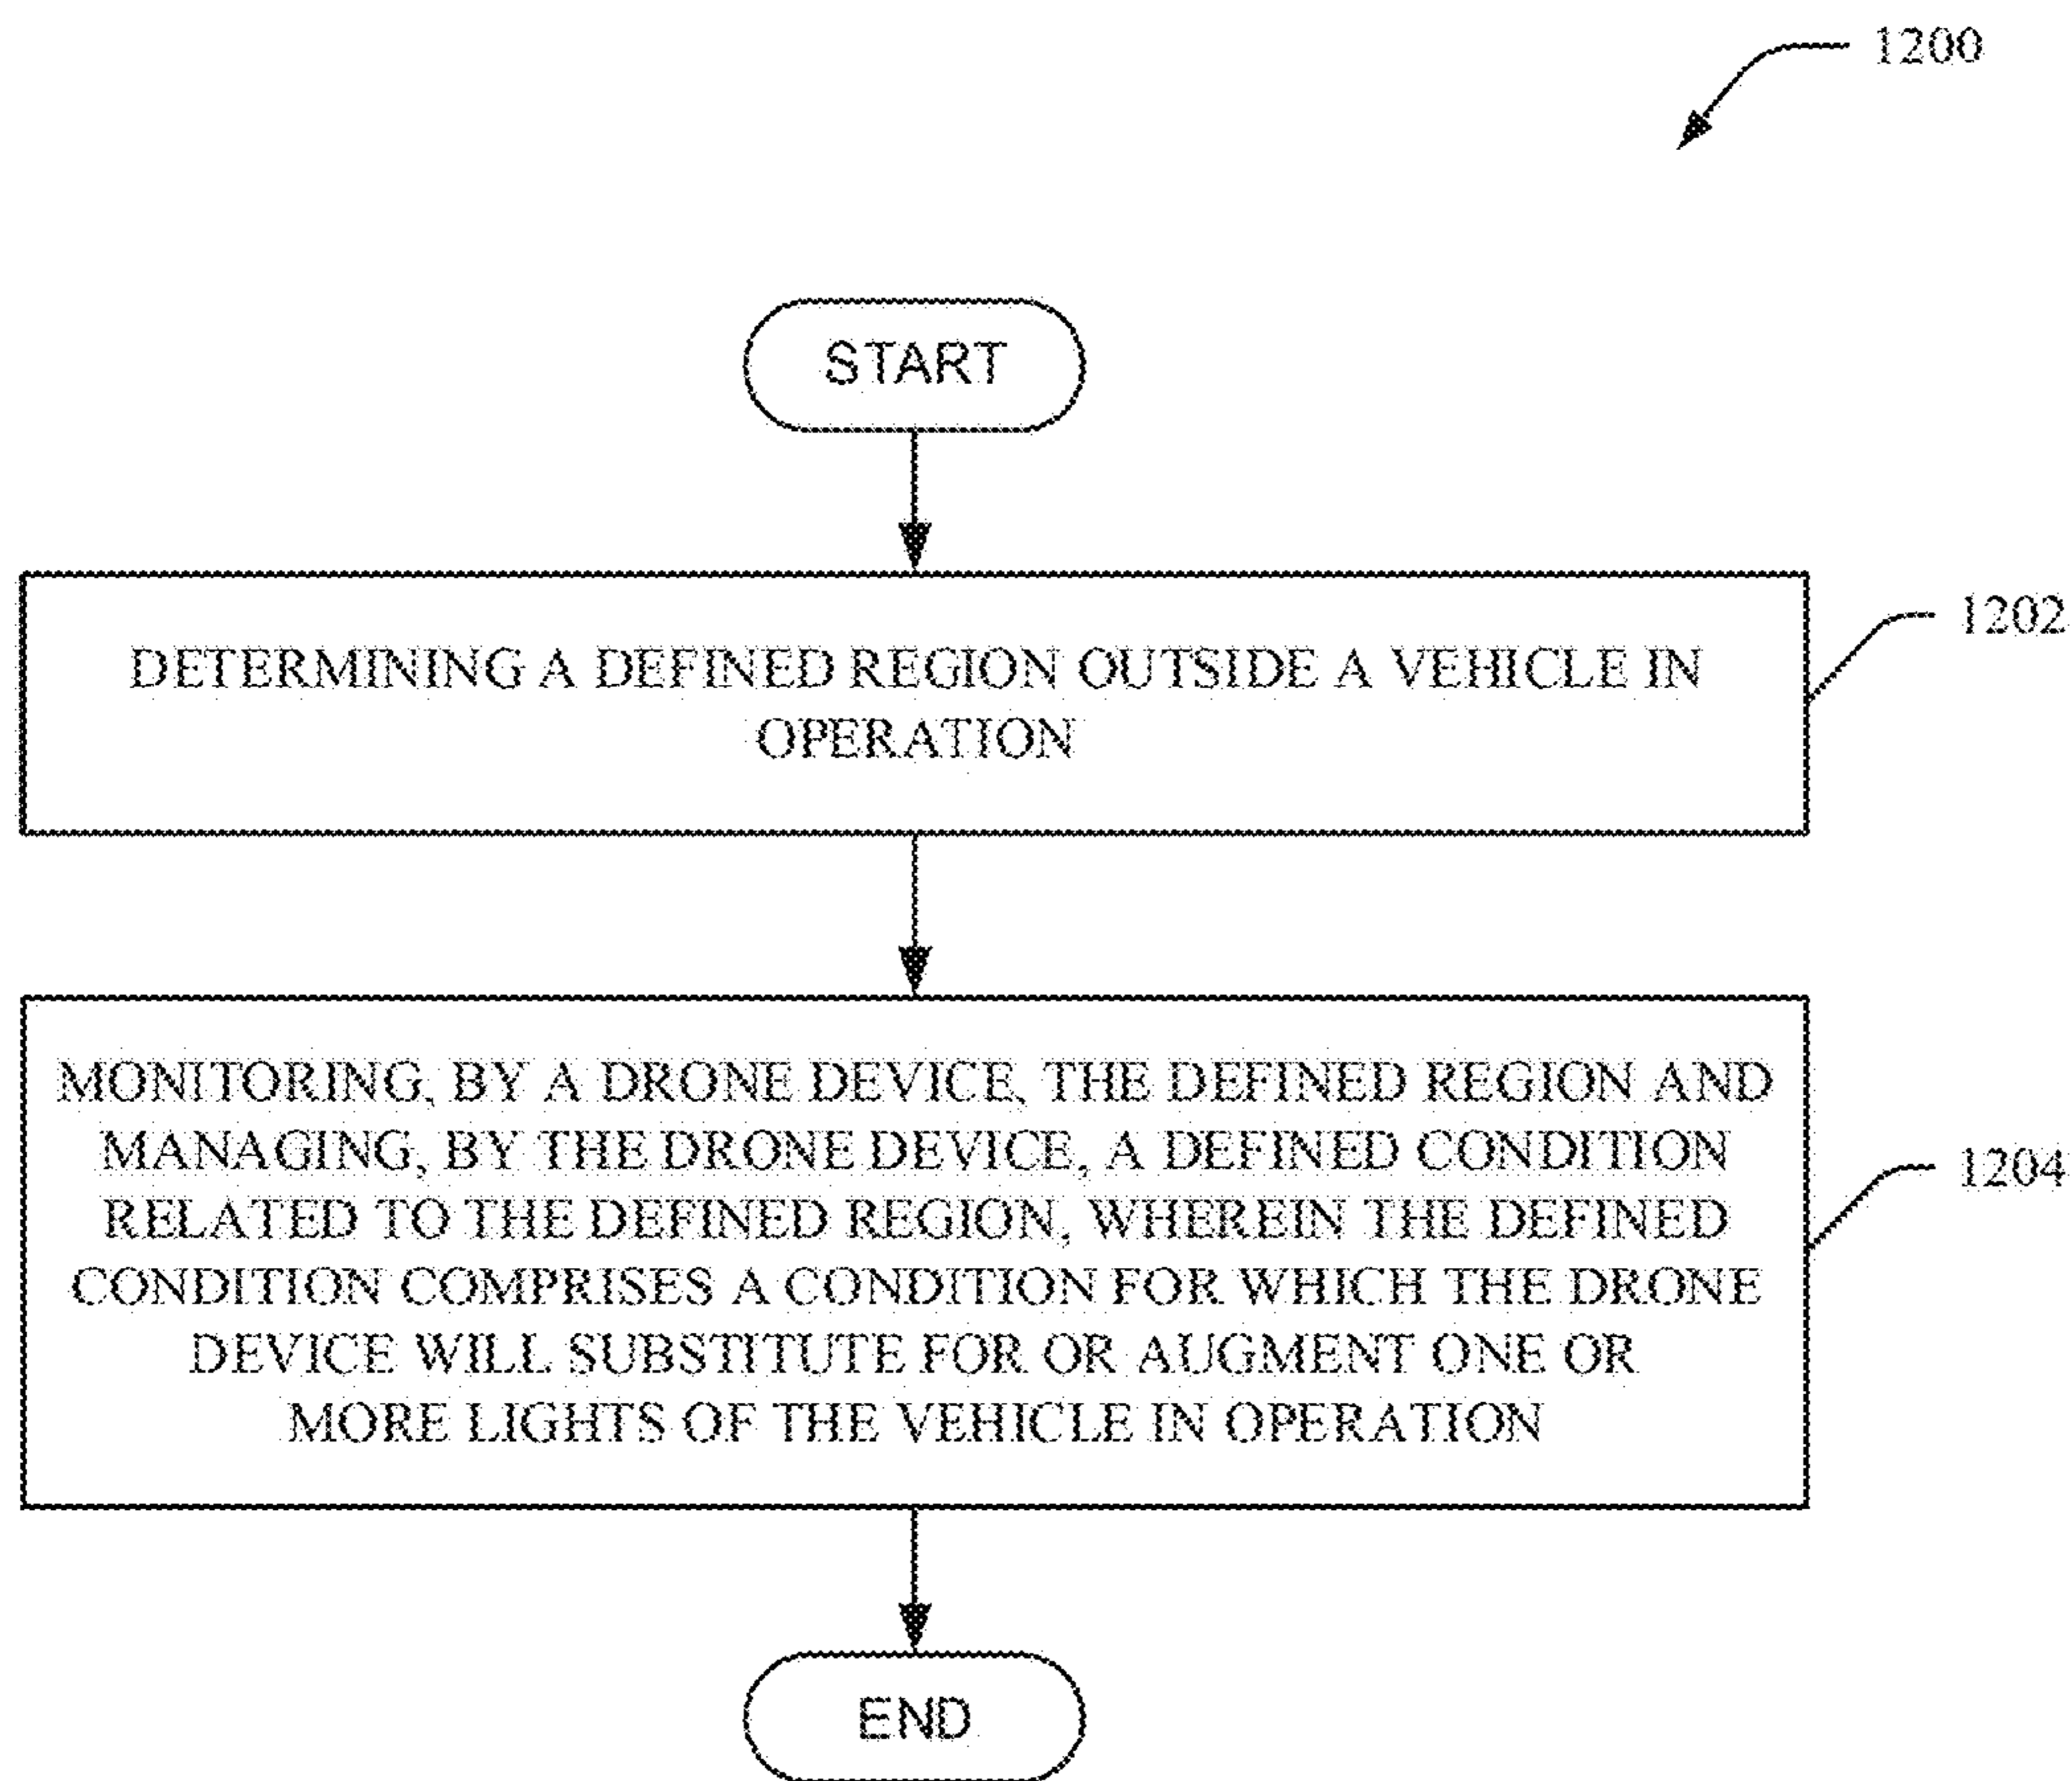 1200
START
DETERMINING A DEFINED REGION OUTSIDE A VEHICLE IN
OPERATION
1202
MONITORING, BY A DRONE DEVICE, THE DEFINED REGION AND
MANAGING, BY THE DRONE DEVICE, A DEFINED CONDITION
RELATED TO THE DEFINED REGION, WHEREIN THE DEFINED
CONDITION COMPRISES A CONDITION FOR WHICH THE DRONE
DEVICE WILL SUBSTITUTE FOR OR AUGMENT ONE OR
MORE LIGHTS OF THE VEHICLE IN OPERATION
1204
END